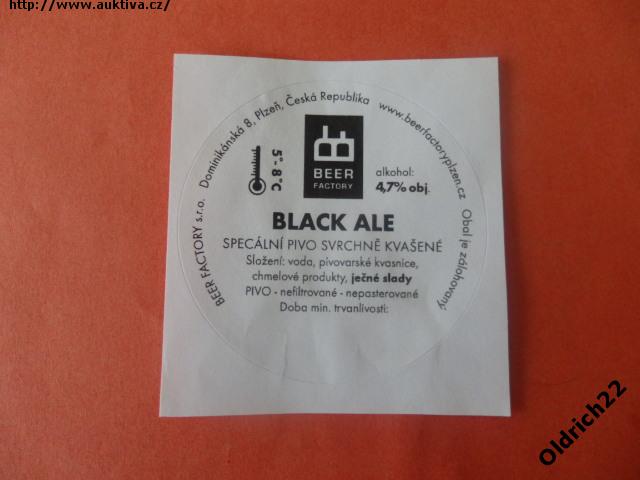 http://www.auktiva.cz/
BEER FACTORY s.r.o. Dominikánská 8, Plzeň, Česká Republika www.beerfactoryplzen.cz Obal je zálohovaný
5°- 8°C
BEER
FACTORY
alkohol:
4,7% obj.
BLACK ALE
SPECÁLNÍ PIVO SVRCHNĚ KVAŠENÉ
Složení: voda, pivovarské kvasnice,
chmelové produkty, ječné slady
PIVO - nefiltrované - nepasterované
Doba min. trvanlivosti:
Oldrich22